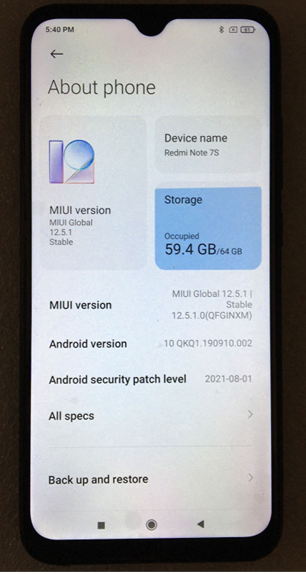 5:40 PM
About phone
Device name
Redmi Note 7S
MIUI version
MIUI Global
12.5.1
Stable
Storage
Occupied
59.4 GB/64 GB
MIUI version
MIUI Global 12.5.1 |
Stable
12.5.1.0(QFGINXM)
Android version
10 QKQ1.190910.002
Android security patch level
2021-08-01
All specs
Back up and restore